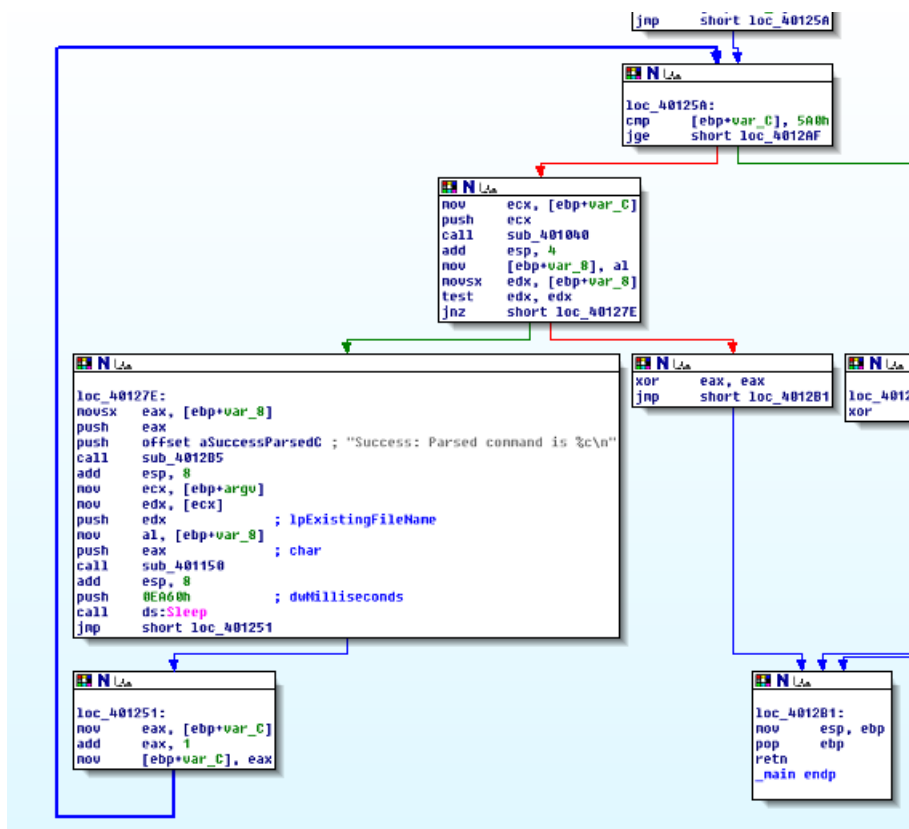 jmp short loc_40125A
loc_40125A:
cmp [ebp+var_C], 5A0h
jge short loc_4012AF
mov ecx, [ebp+var_C]
push ecx
call sub_401040
add esp, 4
mov [ebp+var_8], al
movsx edx, [ebp+var_8]
test edx, edx
jnz short loc_40127E
loc_40127E:
movsx eax, [ebp+var_8]
push eax
push offset aSuccessParsedC ; "Success: Parsed command is %c\n"
call sub_4012B5
add esp, 8
mov ecx, [ebp+argv]
mov edx, [ecx]
push edx ; lpExistingFileName
mov al, [ebp+var_8]
push eax ; char
call sub_401150
add esp, 8
push 0EA60h ; dwMilliseconds
call ds:Sleep
jmp short loc_401251
xor eax, eax
jmp short loc_4012B1
loc_4012
xor
loc_401251:
mov eax, [ebp+var_C]
add eax, 1
mov [ebp+var_C], eax
loc_4012B1:
mov esp, ebp
pop ebp
retn
_main endp